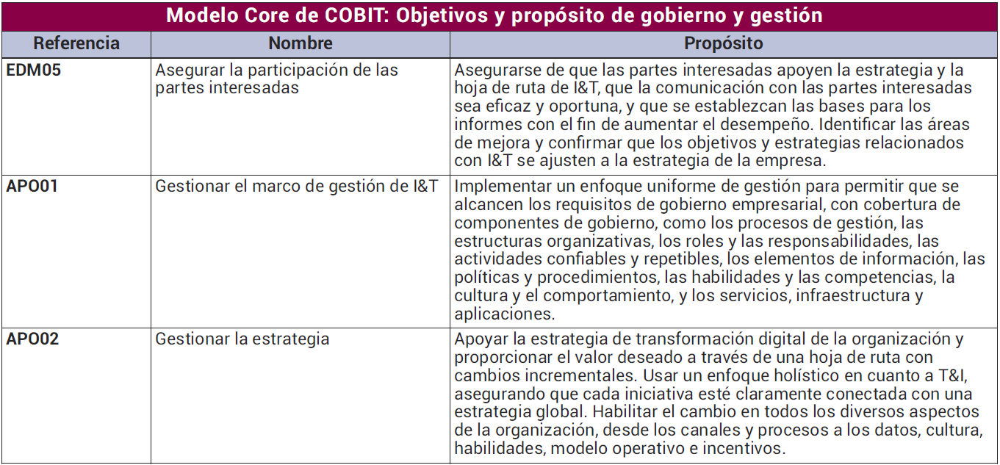 Modelo Core de COBIT: Objetivos y propósito de gobierno y gestión
Referencia Nombre Propósito
EDM05
Asegurar la participación de las
partes interesadas
Asegurarse de que las partes interesadas apoyen la estrategia y la
hoja de ruta de I&T, que la comunicación con las partes interesadas
sea eficaz y oportuna, y que se establezcan las bases para los
informes con el fin de aumentar el desempeño. Identificar las áreas
de mejora y confirmar que los objetivos y estrategias relacionados
con I&T se ajusten a la estrategia de la empresa.
APO01
Gestionar el marco de gestión de I&T
Implementar un enfoque uniforme de gestión para permitir que se
alcancen los requisitos de gobierno empresarial, con cobertura de
componentes de gobierno, como los procesos de gestión, las
estructuras organizativas, los roles y las responsabilidades, las
actividades confiables y repetibles, los elementos de información, las
políticas y procedimientos, las habilidades y las competencias, la
cultura y el comportamiento, y los servicios, infraestructura y
aplicaciones.
APO02
Gestionar la estrategia
Apoyar la estrategia de transformación digital de la organización y
proporcionar el valor deseado a través de una hoja de ruta con
cambios incrementales. Usar un enfoque holístico en cuanto a T&I,
asegurando que cada iniciativa esté claramente conectada con una
estrategia global. Habilitar el cambio en todos los diversos aspectos
de la organización, desde los canales y procesos a los datos, cultura,
habilidades, modelo operativo e incentivos.